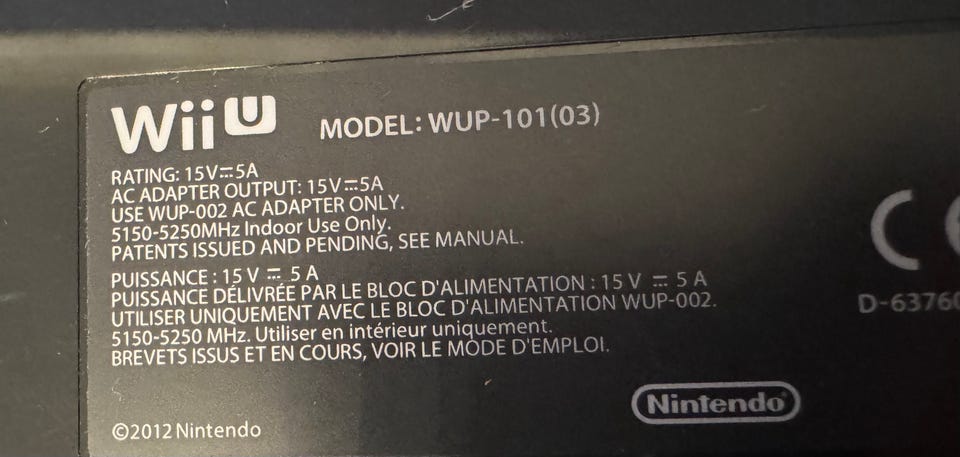 Wii U MODEL: WUP-101(03)
RATING: 15V⎓5A
AC ADAPTER OUTPUT: 15V⎓5A
USE WUP-002 AC ADAPTER ONLY.
5150-5250MHz Indoor Use Only.
PATENTS ISSUED AND PENDING, SEE MANUAL.
PUISSANCE : 15 V ⎓ 5 A
PUISSANCE DÉLIVRÉE PAR LE BLOC D'ALIMENTATION : 15 V ⎓ 5 A
UTILISER UNIQUEMENT AVEC LE BLOC D'ALIMENTATION WUP-002.
5150-5250 MHz. Utiliser en intérieur uniquement.
BREVETS ISSUS ET EN COURS, VOIR LE MODE D'EMPLOI.
D-63760
Nintendo
©2012 Nintendo